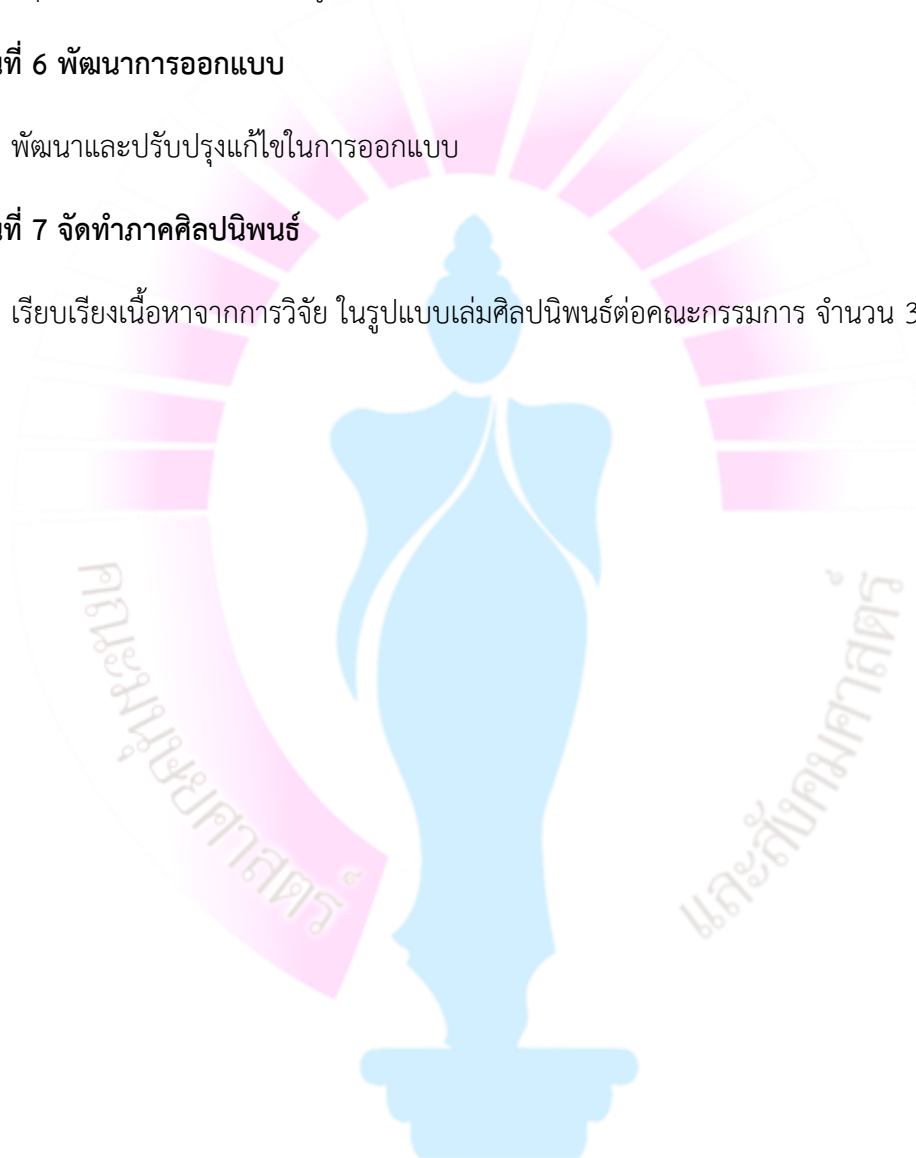 ที่ 6 พัฒนาการออกแบบ
พัฒนาและปรับปรุงแก้ไขในการออกแบบ
ที่ 7 จัดทำภาคศิลปนิพนธ์
เรียบเรียงเนื้อหาจากการวิจัย ในรูปแบบเล่มศิลปนิพนธ์ต่อคณะกรรมการ จำนวน 3
คณะมนุษยศาสตร์
และสังคมศาสตร์